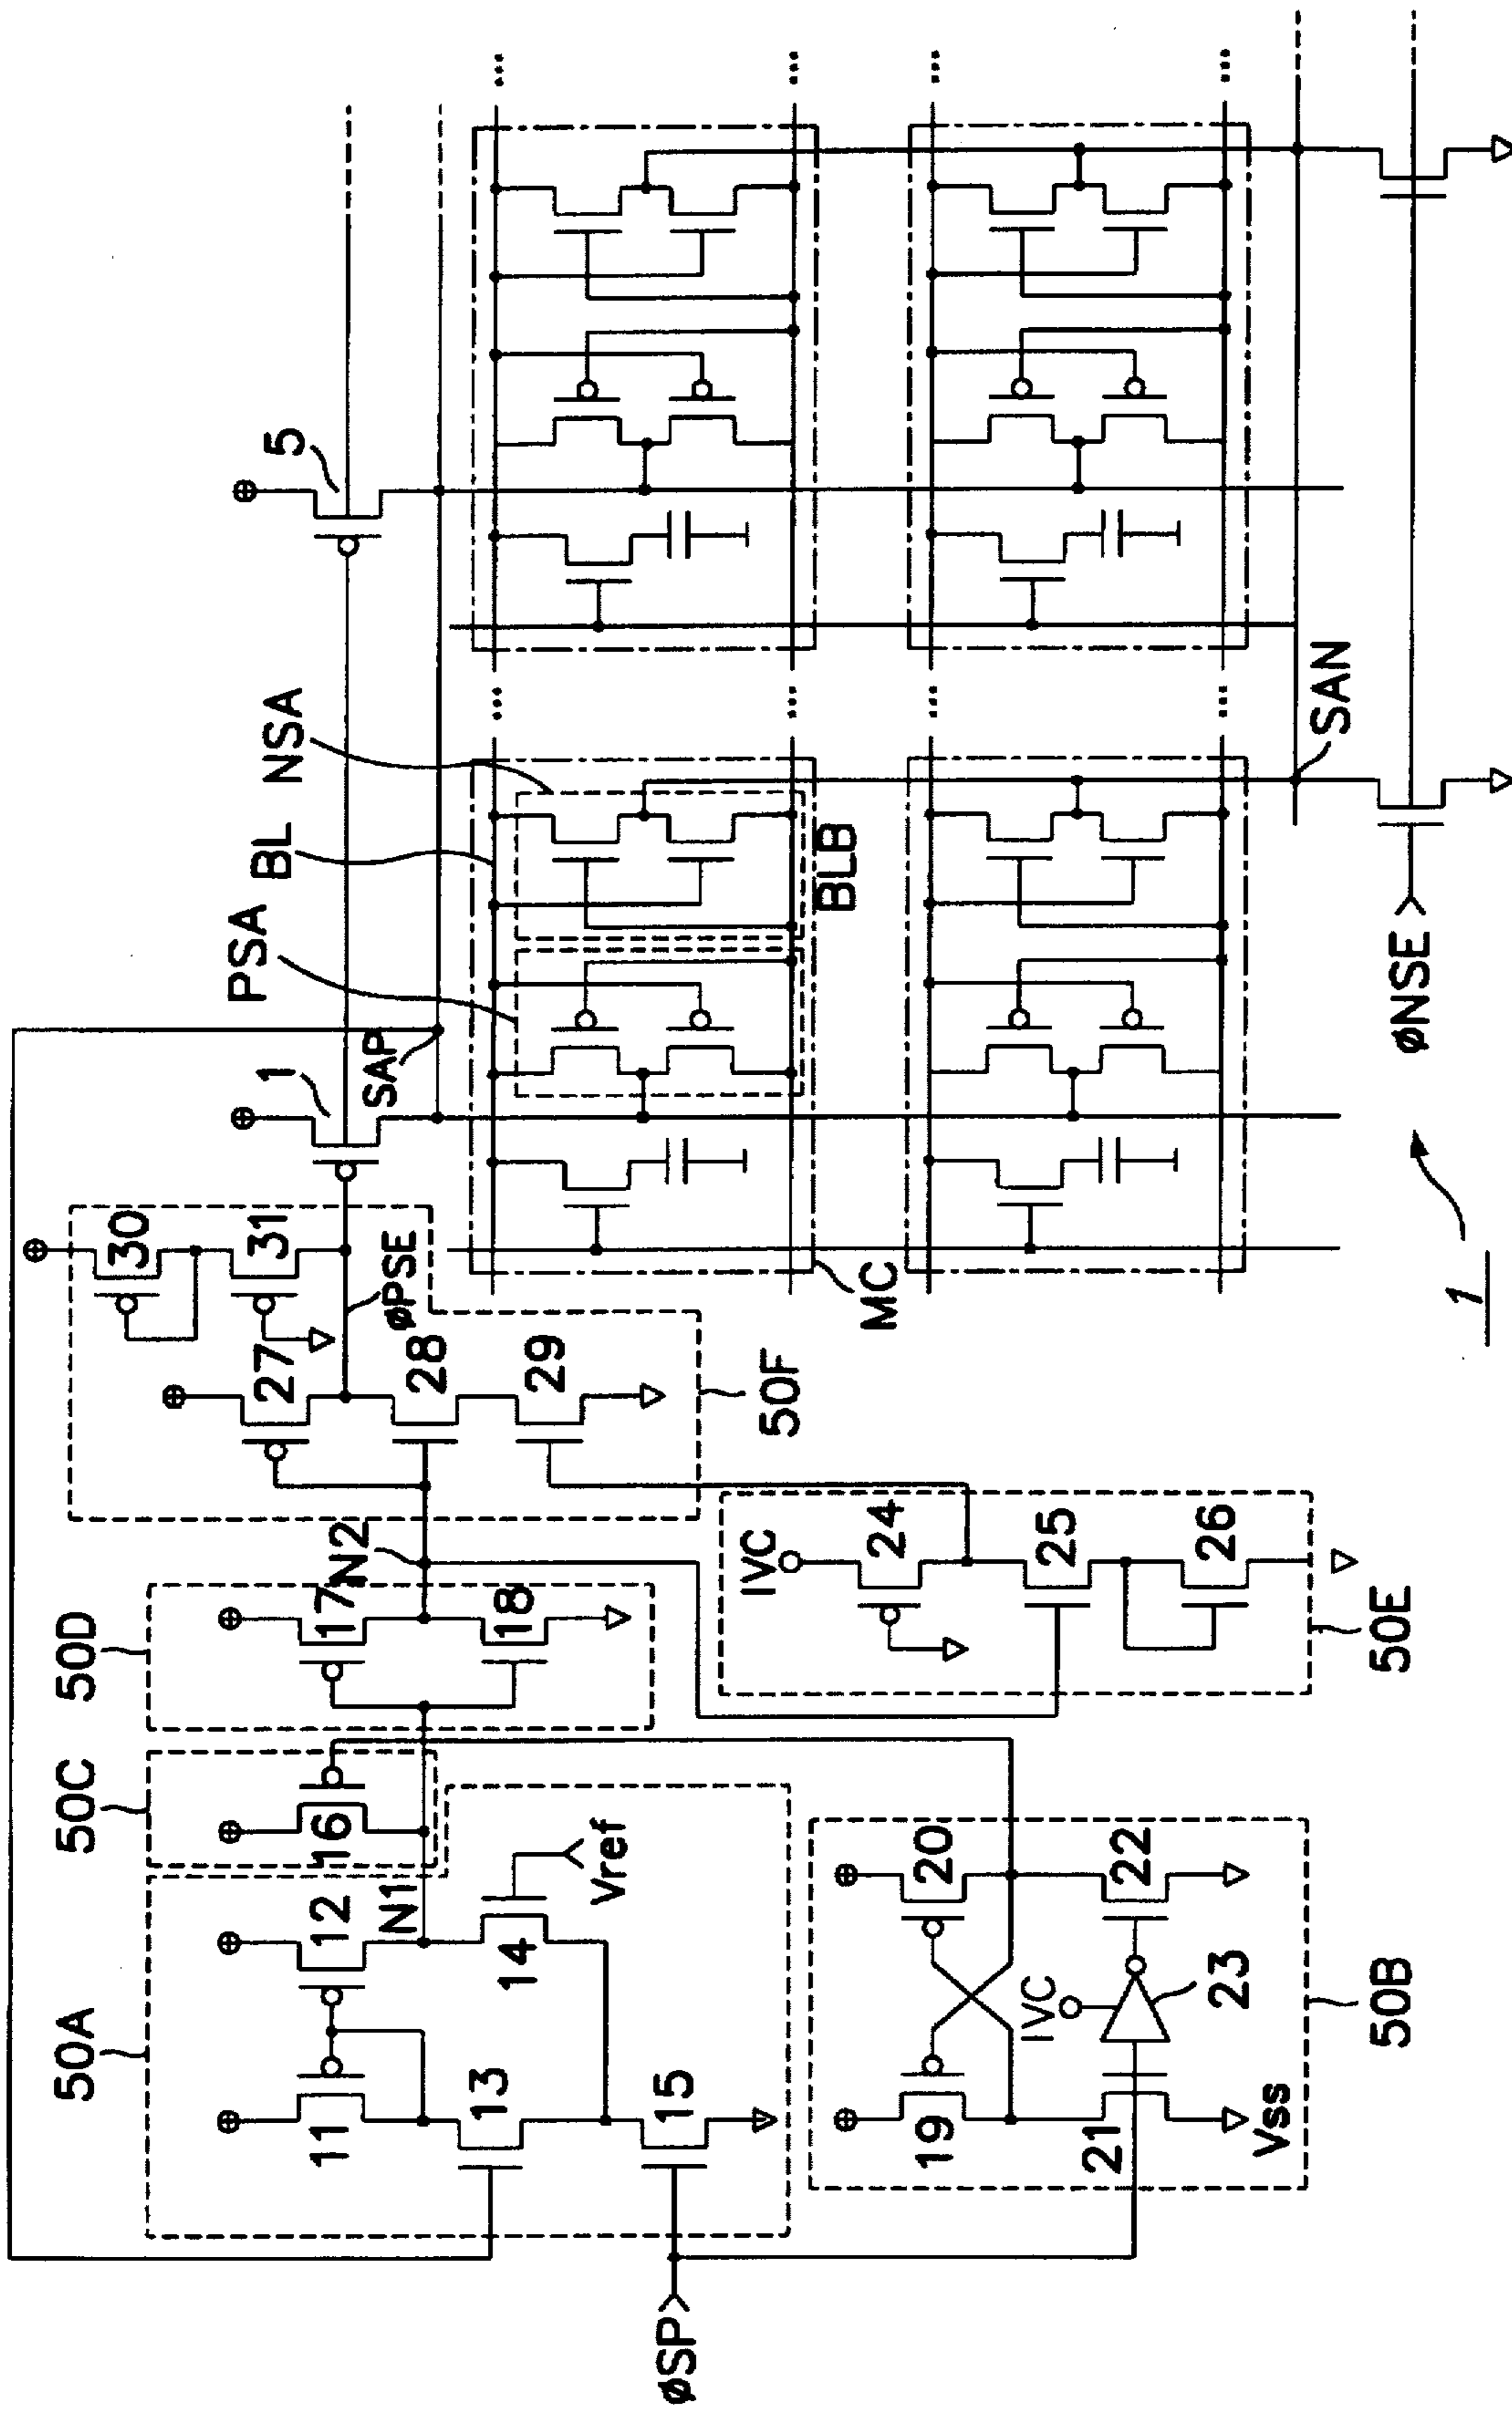 50A
50C
50D
50F
50B
50E
11
12
N1
13
14
Vref
15
16
17
18
N2
19
20
21
22
23
IVC
Vss
IVC
24
25
26
27
28
29
30
31
øPSE
øSP
1
SAP
PSA
BL
NSA
BLB
MC
5
SAN
øNSE
1